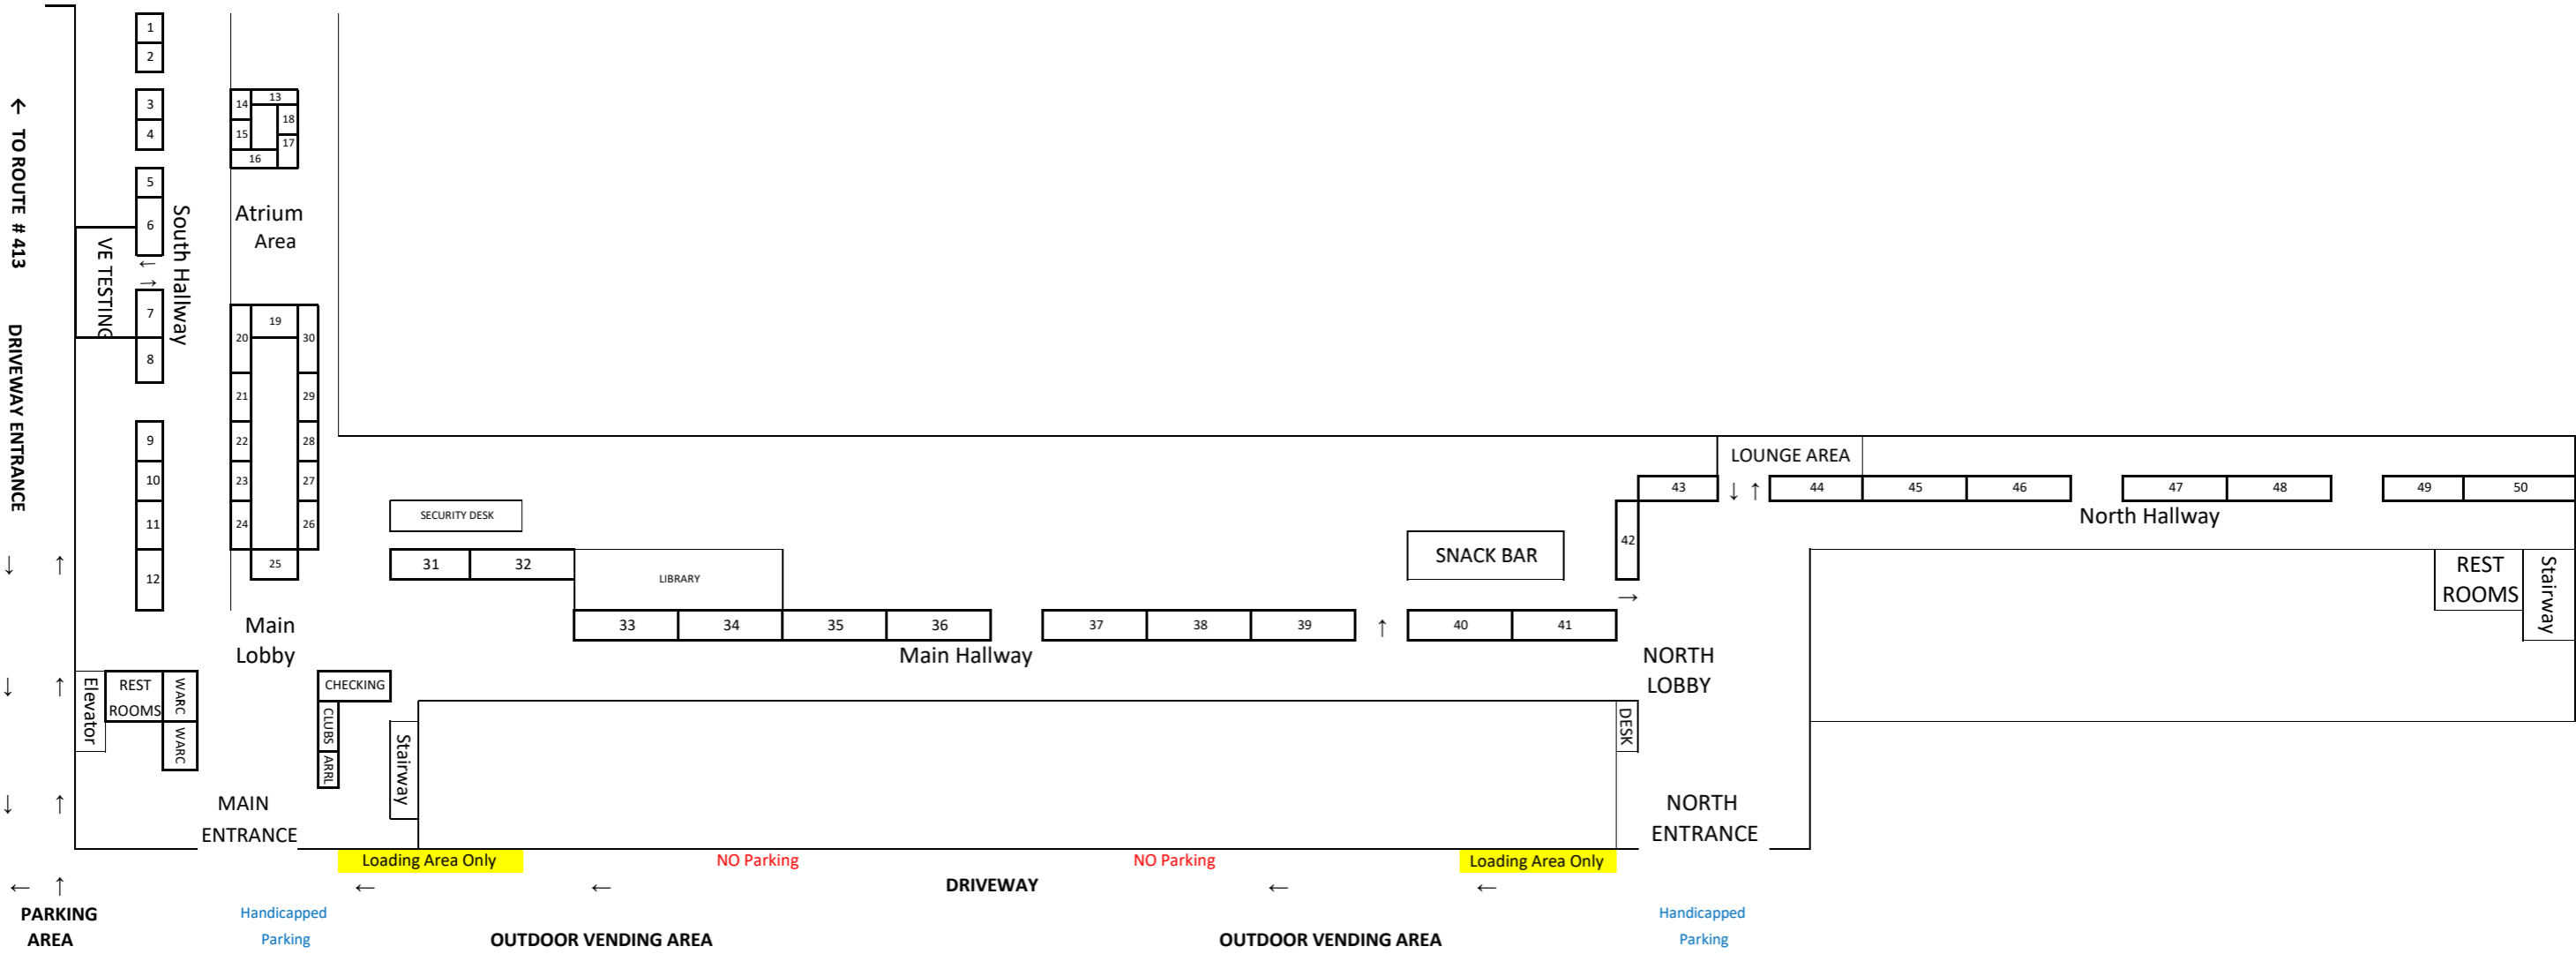 1
2
3
4
5
6
←
→
7
8
9
10
11
12
← TO ROUTE # 413
DRIVEWAY ENTRANCE
VE TESTING
South Hallway
13
14
18
15
17
16
Atrium
Area
19
20
30
21
29
22
28
23
27
24
26
25
Main
Lobby
SECURITY DESK
31
32
LIBRARY
33
34
35
36
37
38
39
↑
40
41
Main Hallway
SNACK BAR
42
→
43
LOUNGE AREA
↓ ↑
44
45
46
47
48
49
50
North Hallway
REST
ROOMS
Stairway
NORTH
LOBBY
DESK
NORTH
ENTRANCE
↓ ↑
↓ ↑
↓ ↑
Elevator
REST
ROOMS
WARC
WARC
CHECKING
CLUBS
ARRL
Stairway
MAIN
ENTRANCE
Loading Area Only
NO Parking
NO Parking
Loading Area Only
← ↑
←
←
DRIVEWAY
←
←
PARKING
AREA
Handicapped
Parking
OUTDOOR VENDING AREA
OUTDOOR VENDING AREA
Handicapped
Parking